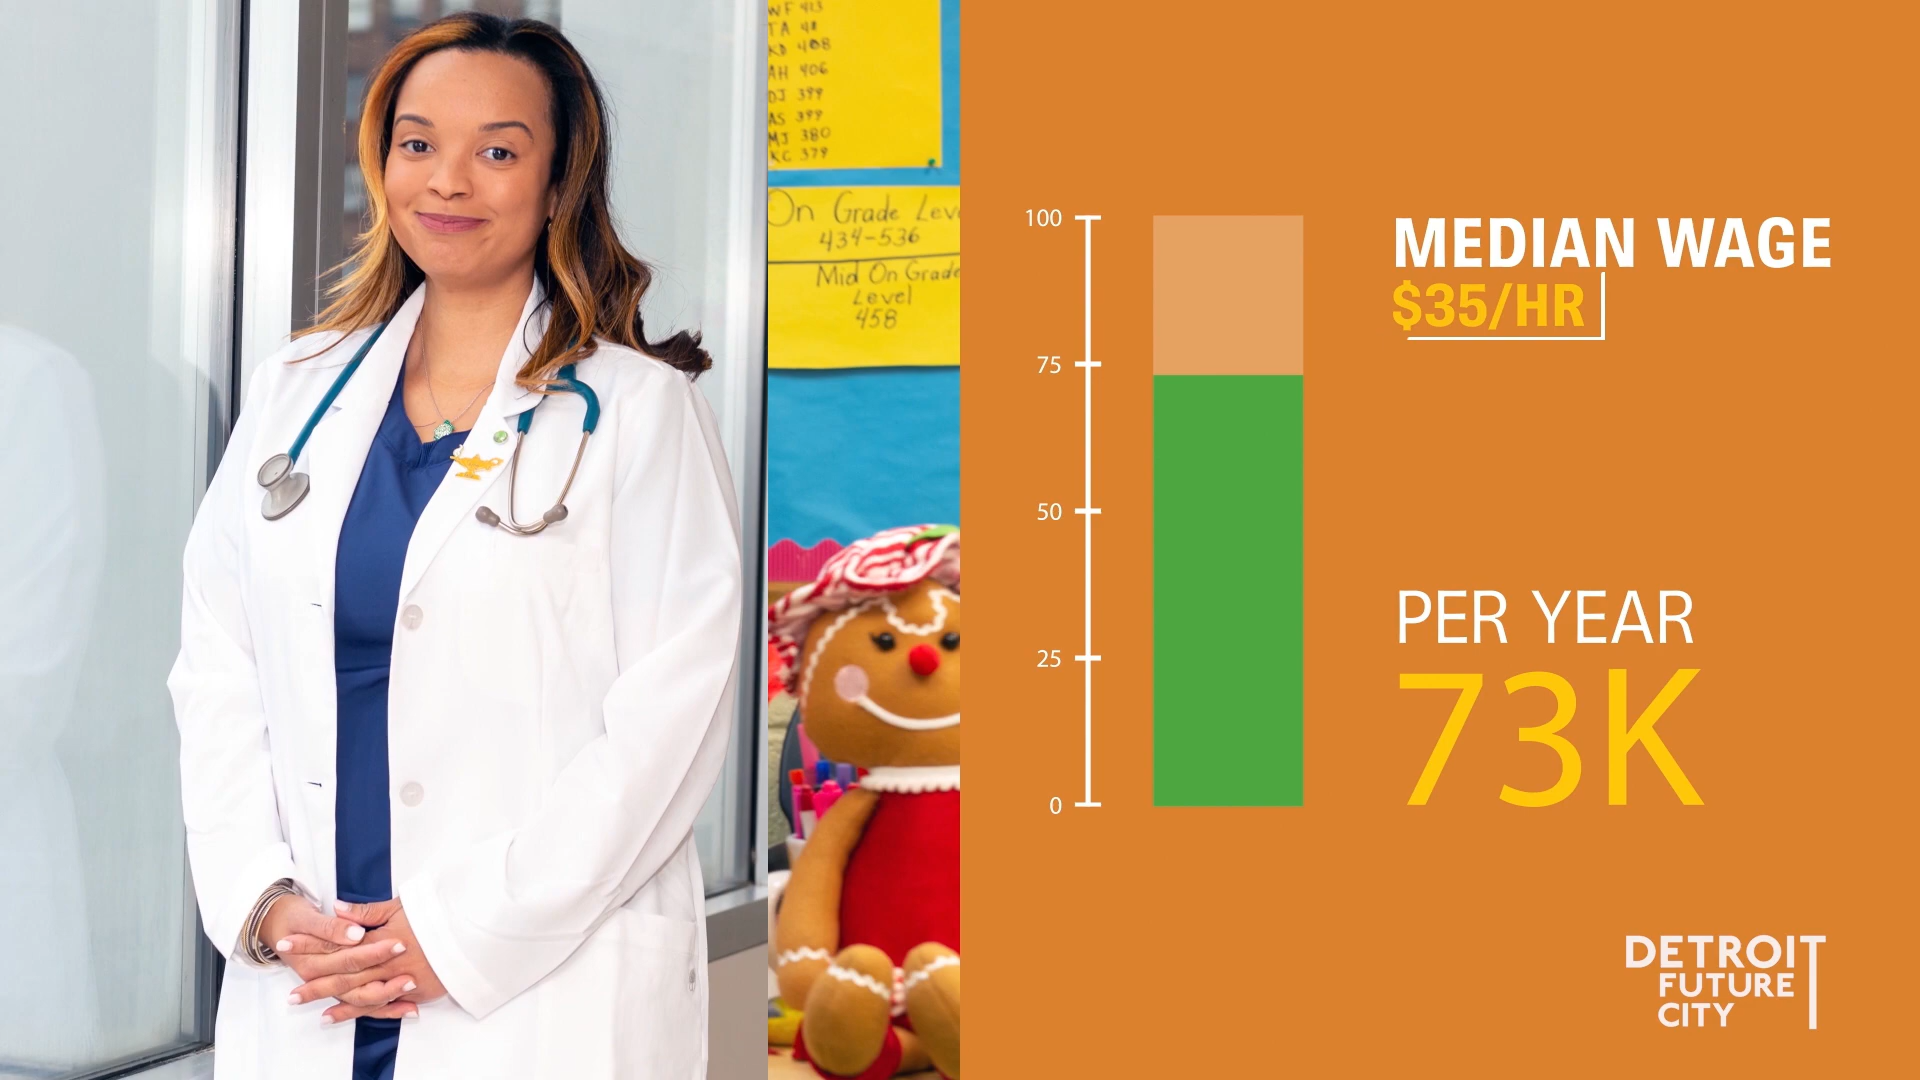 WF 413
TA 411
KD 408
AH 406
DJ 399
AS 399
MJ 380
KC 379
On Grade Lev
434-536
Mid On Grade
Level
458
100
75
50
25
0
MEDIAN WAGE
$35/HR
PER YEAR
73K
DETROIT
FUTURE
CITY